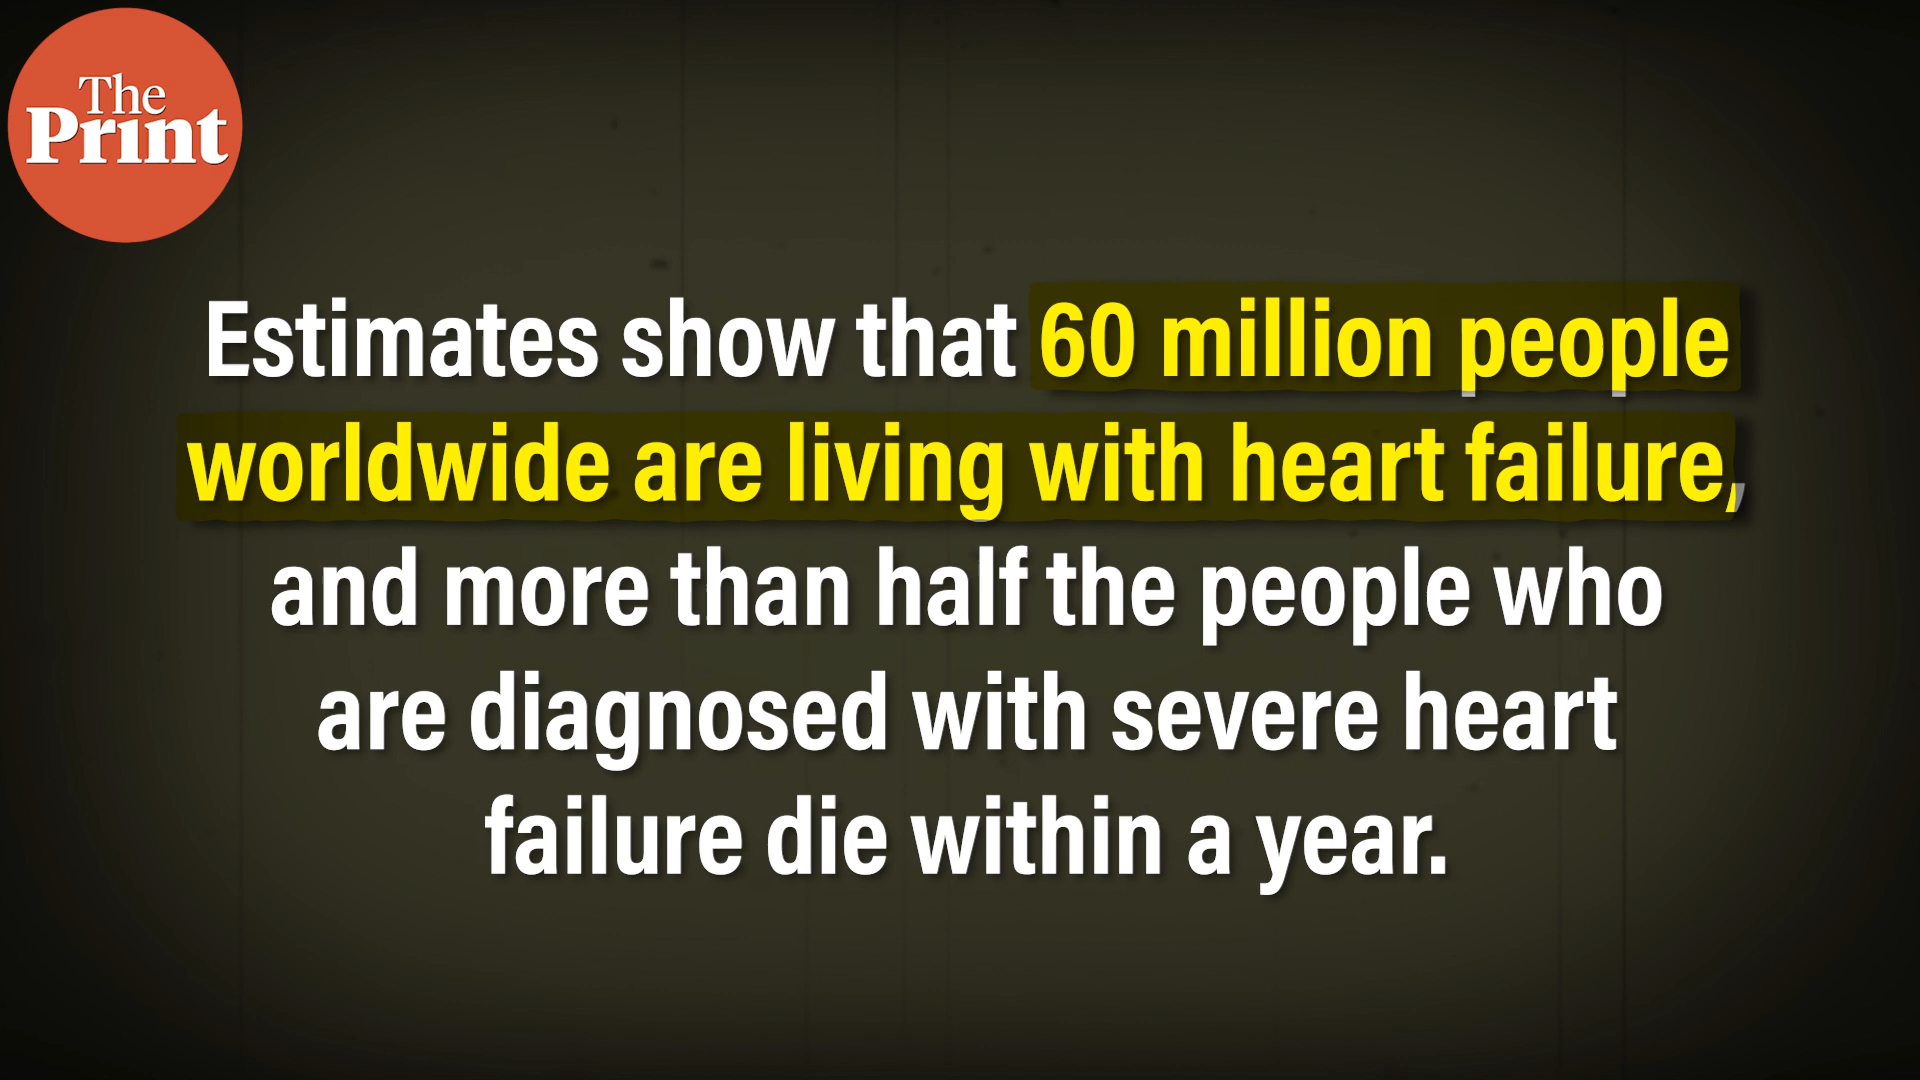 The
Print
Estimates show that 60 million people
worldwide are living with heart failure,
and more than half the people who
are diagnosed with severe heart
failure die within a year.